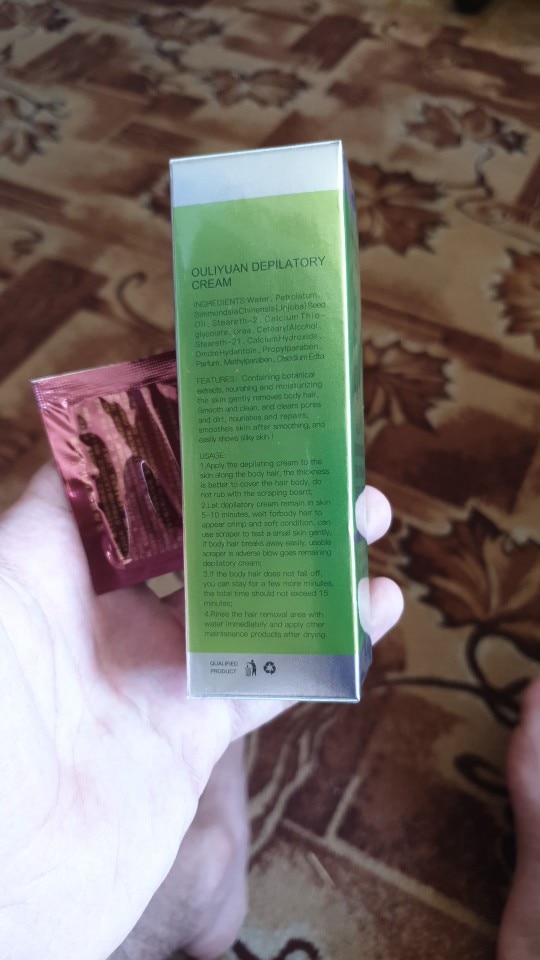 OULIYUAN DEPILATORY
CREAM
INGREDIENTS: Water, Petrolatum,
Simmondsia Chinensis (Jojoba) Seed
Oil, Steareth-2, Calcium Thio-
glycolate, Urea, Cetearyl Alcohol,
Steareth-21, Calcium Hydroxide,
Dmdm Hydantoin, Propylparaben,
Parfum, Methylparaben, Disodium Edta
FEATURES: Containing botanical
extracts, nourishing and moisturizing
the skin gently removes body hair,
Smooth and clean, and clears pores
and dirt, nourishes and repairs,
smoothes skin after smoothing, and
easily shows silky skin!
USAGE:
1.Apply the depilating cream to the
skin along the body hair, the thickness
is better to cover the hair body, do
not rub with the scraping board;
2.Let depilatory cream remain in skin
5-10 minutes, wait forbody hair to
appear crimp and soft condition, can
use scraper to test a small skin gently,
if body hair breaks away easily, usable
scraper is adverse blow goes remaining
depilatory cream;
3.If the body hair does not fall off,
you can stay for a few more minutes,
the total time should not exceed 15
minutes;
4.Rinse the hair removal area with
water immediately and apply other
maintenance products after drying.
QUALIFIED
PRODUCT